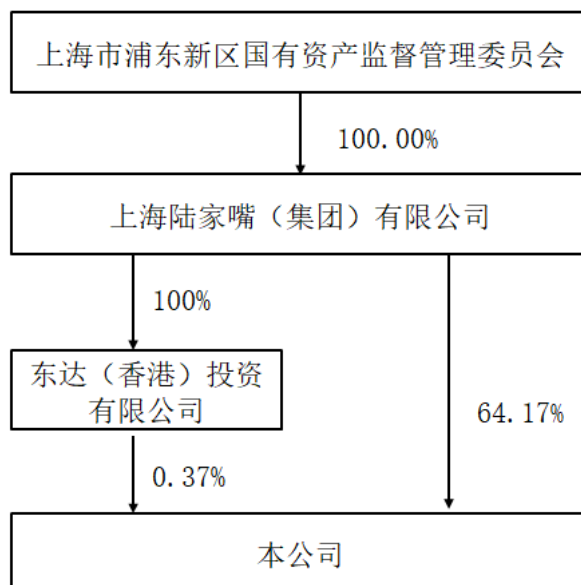 上海市浦东新区国有资产监督管理委员会
100.00%
上海陆家嘴（集团）有限公司
100%
东达（香港）投资
有限公司
64.17%
0.37%
本公司